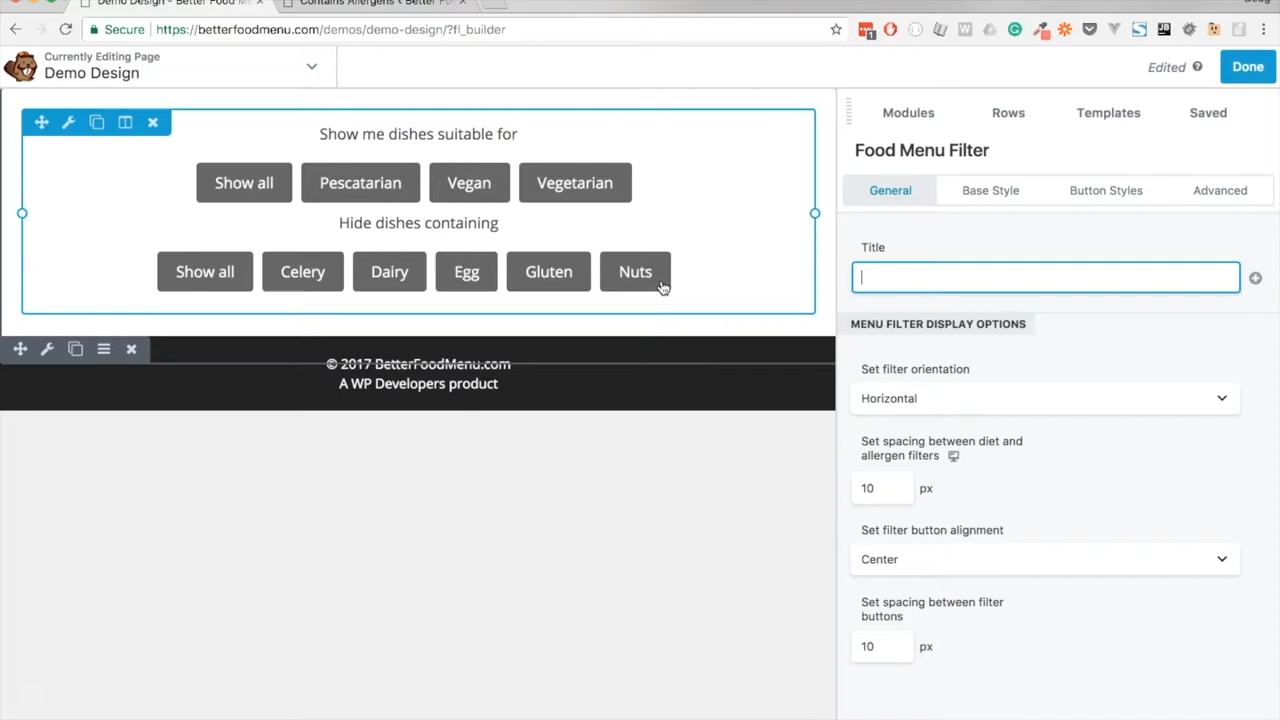 Demo Design - Better Food M
Contains Allergens ‹ Better Fo
Secure
https://betterfoodmenu.com/demos/demo-design/?fl_builder
Currently Editing Page
Demo Design
Edited
Done
Show me dishes suitable for
Show all
Pescatarian
Vegan
Vegetarian
Hide dishes containing
Show all
Celery
Dairy
Egg
Gluten
Nuts
© 2017 BetterFoodMenu.com
A WP Developers product
Modules
Rows
Templates
Saved
Food Menu Filter
General
Base Style
Button Styles
Advanced
Title
MENU FILTER DISPLAY OPTIONS
Set filter orientation
Horizontal
Set spacing between diet and
allergen filters
10 px
Set filter button alignment
Center
Set spacing between filter
buttons
10 px